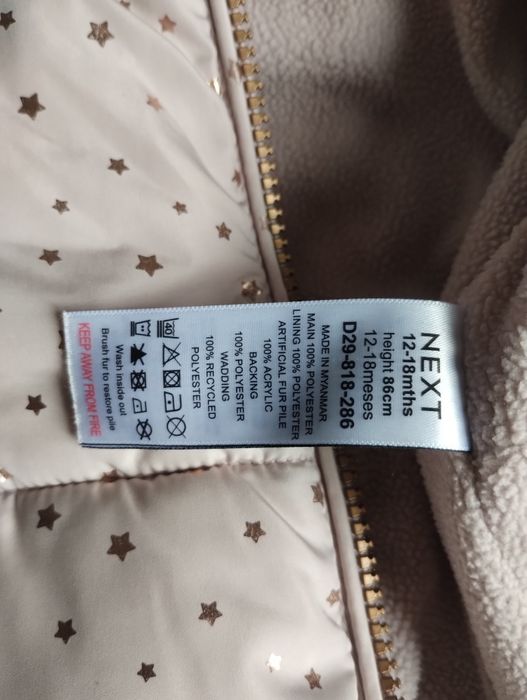 NEXT
12-18mths
height 86cm
12-18meses
D29-818-286
MADE IN MYANMAR
MAIN 100% POLYESTER
LINING 100% POLYESTER
ARTIFICIAL FUR PILE
100% ACRYLIC
BACKING
100% POLYESTER
WADDING
100% RECYCLED
POLYESTER
40
Wash inside out
Brush fur to restore pile
KEEP AWAY FROM FIRE